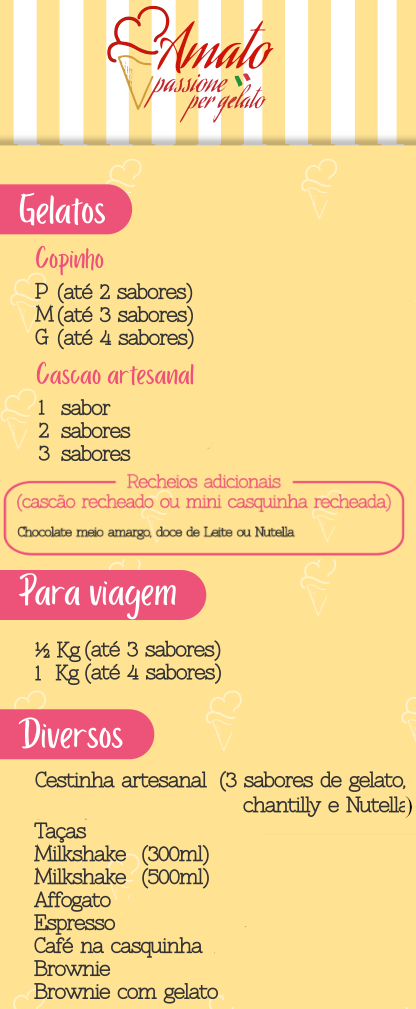 Amato
passione
per gelato
Gelatos
Copinho
P (até 2 sabores)
M (até 3 sabores)
G (até 4 sabores)
Cascao artesanal
1 sabor
2 sabores
3 sabores
Recheios adicionais
(cascão recheado ou mini casquinha recheada)
Chocolate meio amargo, doce de Leite ou Nutella
Para viagem
½ Kg (até 3 sabores)
1 Kg (até 4 sabores)
Diversos
Cestinha artesanal (3 sabores de gelato,
chantilly e Nutella)
Taças
Milkshake (300ml)
Milkshake (500ml)
Affogato
Espresso
Café na casquinha
Brownie
Brownie com gelato